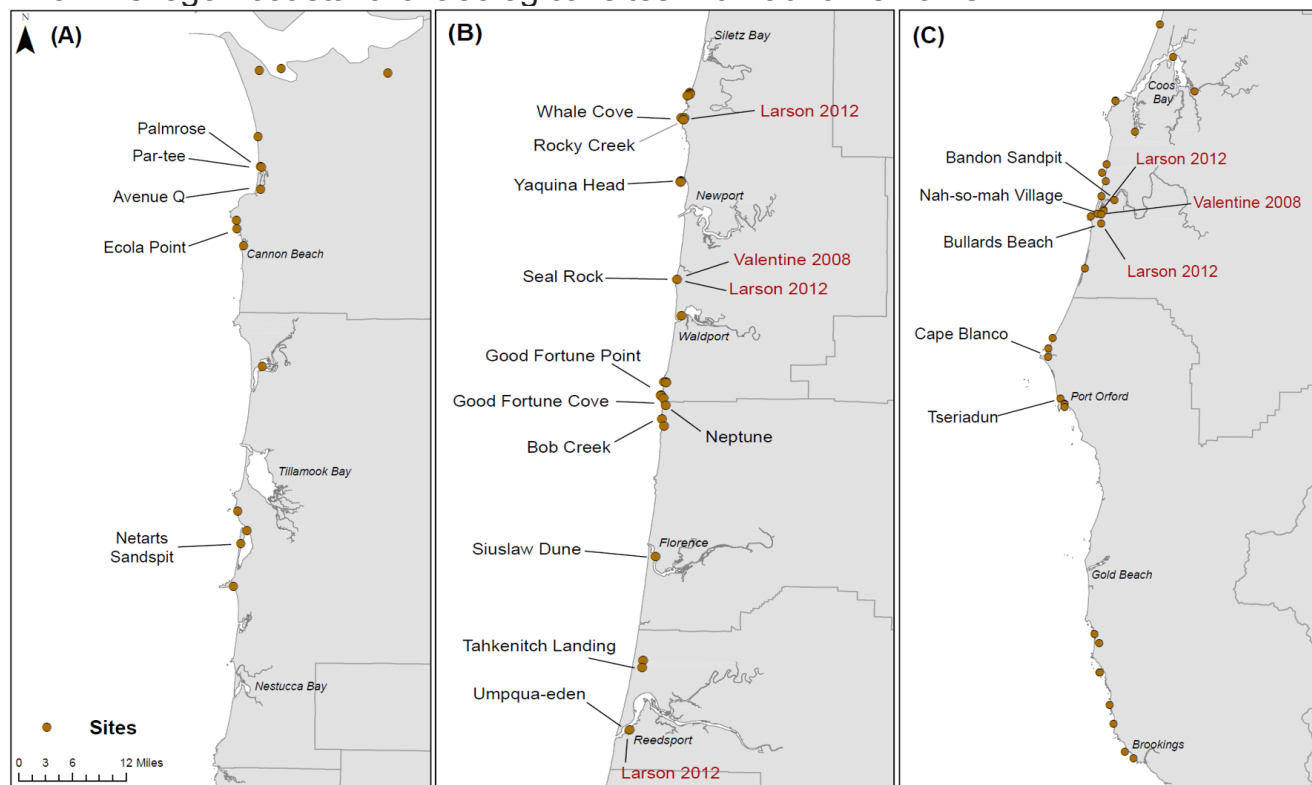 (A)
N
Palmrose
Par-tee
Avenue Q
Ecola Point
Cannon Beach
Tillamook Bay
Netarts
Sandspit
Nestucca Bay
Sites
0 3 6 12 Miles
(B)
Siletz Bay
Whale Cove
Larson 2012
Rocky Creek
Yaquina Head
Newport
Valentine 2008
Seal Rock
Larson 2012
Waldport
Good Fortune Point
Good Fortune Cove
Neptune
Bob Creek
Florence
Siuslaw Dune
Tahkenitch Landing
Umpqua-eden
Reedsport
Larson 2012
(C)
Coos
Bay
Bandon Sandpit
Larson 2012
Nah-so-mah Village
Valentine 2008
Bullards Beach
Larson 2012
Cape Blanco
Port Orford
Tseriadun
Gold Beach
Brookings